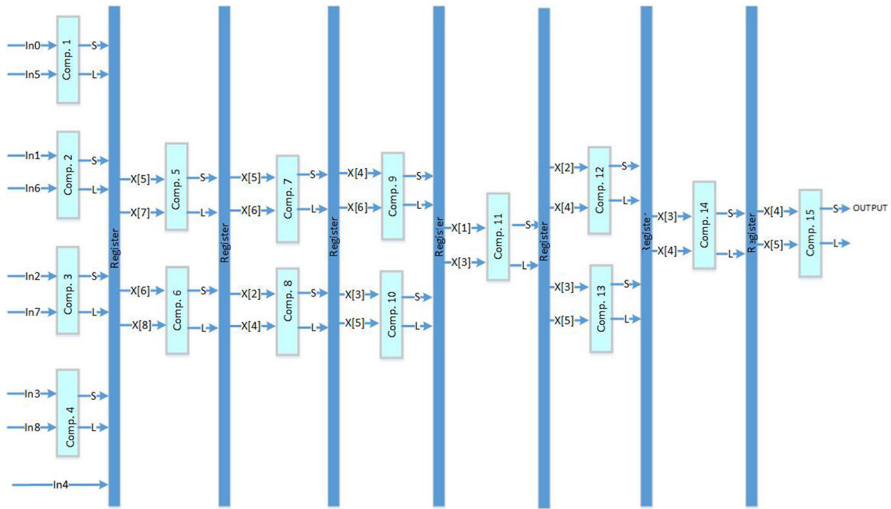 In0
In5
Comp. 1
S
L
In1
In6
Comp. 2
S
L
In2
In7
Comp. 3
S
L
In3
In8
Comp. 4
S
L
In4
Register
X[5]
X[7]
Comp. 5
S
L
X[6]
X[8]
Comp. 6
S
L
Register
X[5]
X[6]
Comp. 7
S
L
X[2]
X[4]
Comp. 8
S
L
Register
X[4]
X[6]
Comp. 9
S
L
X[3]
X[5]
Comp. 10
S
L
Register
X[1]
X[3]
Comp. 11
S
L
Register
X[2]
X[4]
Comp. 12
S
L
X[3]
X[5]
Comp. 13
S
L
Register
X[3]
X[4]
Comp. 14
S
L
Register
X[4]
X[5]
Comp. 15
S
OUTPUT
L